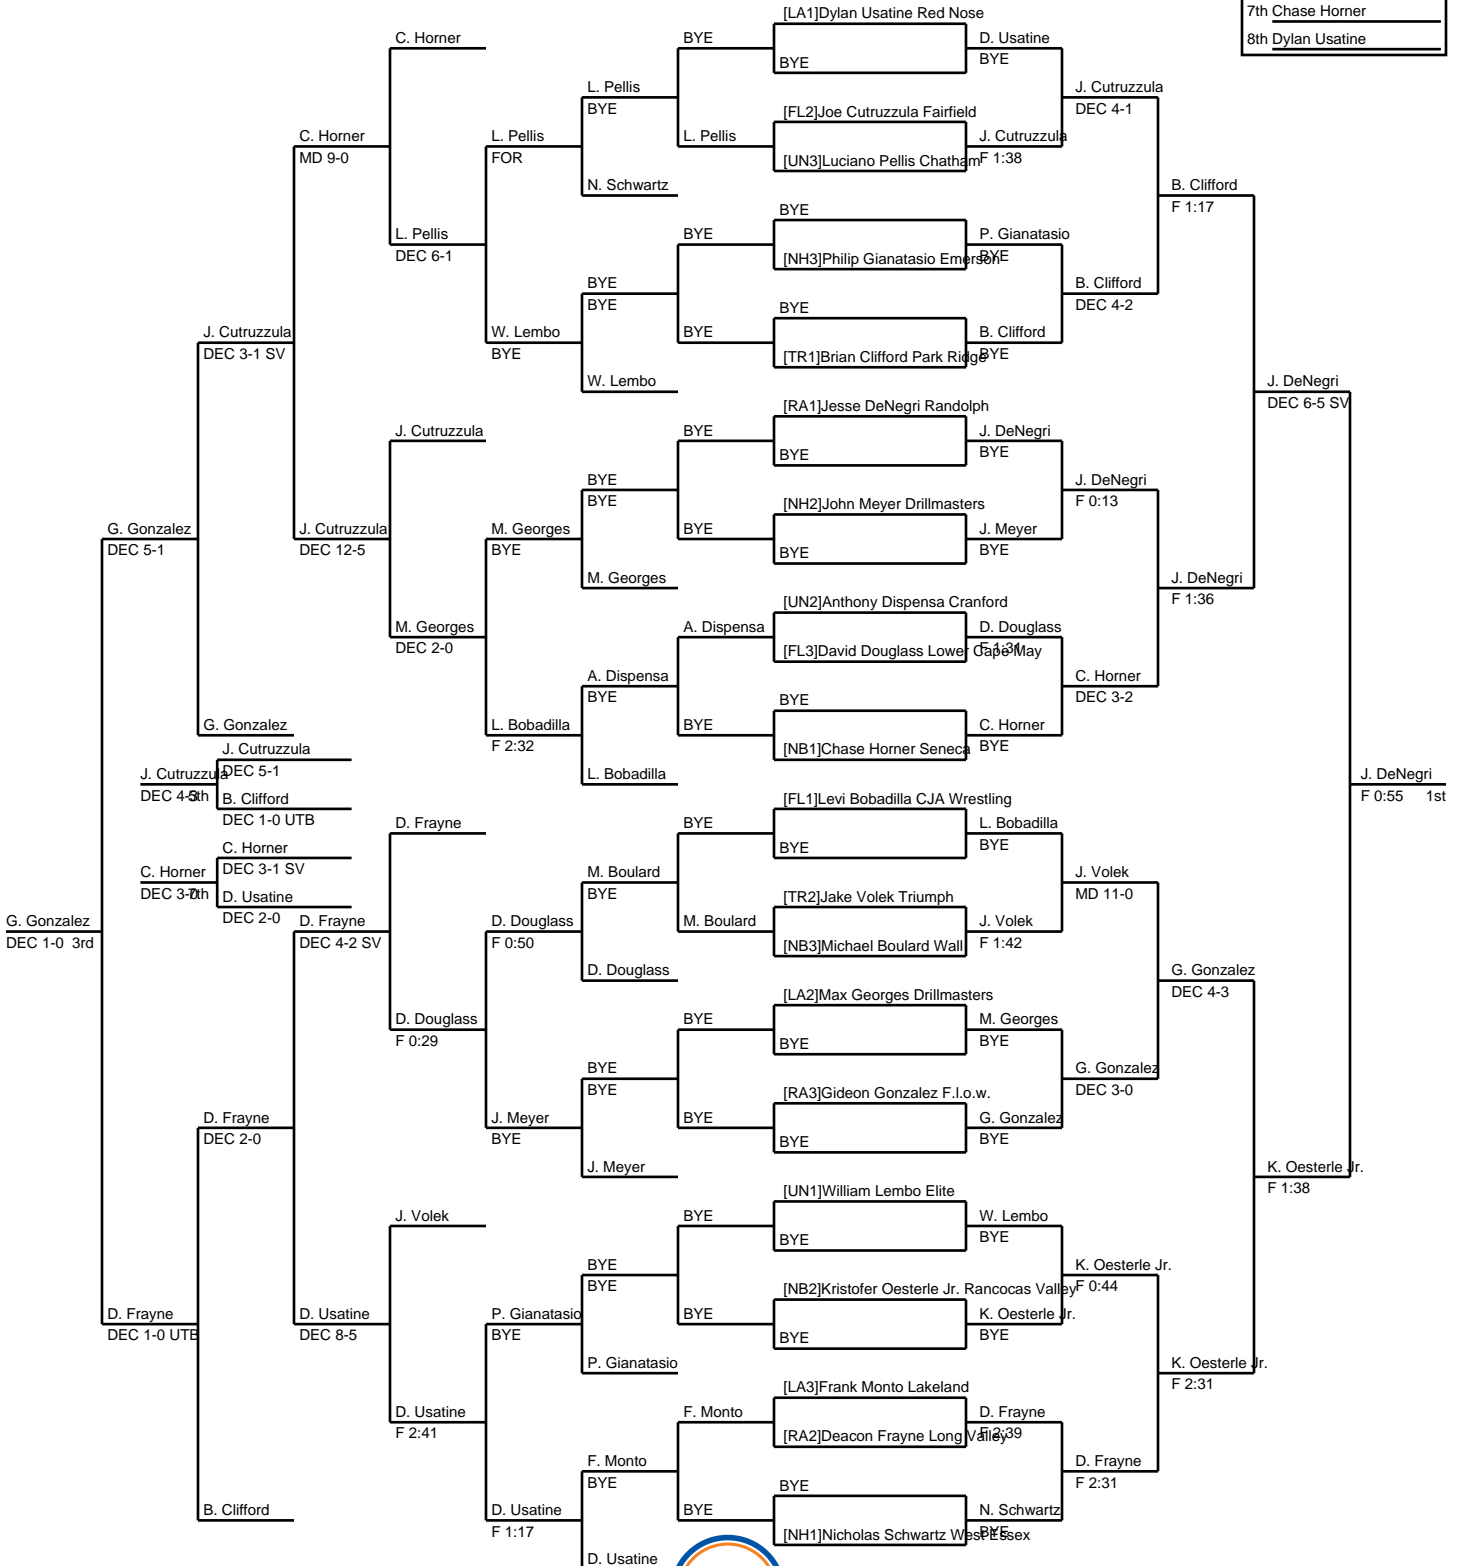 [LA1]Dylan Usatine Red Nose
7th Chase Horner
C. Horner
BYE
D. Usatine
8th Dylan Usatine
BYE
BYE
L. Pellis
J. Cutruzzula
BYE
DEC 4-1
[FL2]Joe Cutruzzula Fairfield
C. Horner
L. Pellis
L. Pellis
J. Cutruzzula
MD 9-0
FOR
[UN3]Luciano Pellis Chatham
F 1:38
N. Schwartz
B. Clifford
BYE
F 1:17
L. Pellis
BYE
P. Gianatasio
DEC 6-1
[NH3]Philip Gianatasio Emerson
BYE
BYE
B. Clifford
BYE
DEC 4-2
BYE
J. Cutruzzula
W. Lembo
BYE
B. Clifford
DEC 3-1 SV
BYE
[TR1]Brian Clifford Park Ridge
BYE
W. Lembo
J. DeNegri
[RA1]Jesse DeNegri Randolph
DEC 6-5 SV
J. Cutruzzula
BYE
J. DeNegri
BYE
BYE
BYE
J. DeNegri
BYE
F 0:13
[NH2]John Meyer Drillmasters
G. Gonzalez
J. Cutruzzula
M. Georges
BYE
J. Meyer
DEC 5-1
DEC 12-5
BYE
BYE
BYE
M. Georges
J. DeNegri
[UN2]Anthony Dispensa Cranford
F 1:36
M. Georges
A. Dispensa
D. Douglass
DEC 2-0
[FL3]David Douglass Lower Cape May
F 1:31
A. Dispensa
C. Horner
BYE
DEC 3-2
BYE
G. Gonzalez
L. Bobadilla
BYE
C. Horner
F 2:32
[NB1]Chase Horner Seneca
BYE
J. Cutruzzula
DEC 5-1
J. Cutruzzula
L. Bobadilla
J. DeNegri
DEC 4-3
5th
B. Clifford
[FL1]Levi Bobadilla CJA Wrestling
F 0:55
1st
DEC 1-0 UTB
D. Frayne
BYE
L. Bobadilla
C. Horner
BYE
BYE
DEC 3-1 SV
C. Horner
M. Boulard
J. Volek
DEC 3-0
7th
D. Usatine
BYE
[TR2]Jake Volek Triumph
MD 11-0
DEC 2-0
G. Gonzalez
D. Frayne
D. Douglass
M. Boulard
J. Volek
DEC 1-0
3rd
DEC 4-2 SV
F 0:50
[NB3]Michael Boulard Wall
F 1:42
D. Douglass
G. Gonzalez
[LA2]Max Georges Drillmasters
DEC 4-3
D. Douglass
BYE
M. Georges
F 0:29
BYE
BYE
BYE
G. Gonzalez
BYE
DEC 3-0
[RA3]Gideon Gonzalez F.l.o.w.
D. Frayne
J. Meyer
BYE
G. Gonzalez
DEC 2-0
BYE
BYE
BYE
J. Meyer
K. Oesterle Jr.
[UN1]William Lembo Elite
F 1:38
J. Volek
BYE
W. Lembo
BYE
BYE
BYE
K. Oesterle Jr.
BYE
F 0:44
[NB2]Kristofer Oesterle Jr. Rancocas Valley
D. Frayne
D. Usatine
P. Gianatasio
BYE
K. Oesterle Jr.
DEC 1-0 UTB
DEC 8-5
BYE
BYE
BYE
P. Gianatasio
K. Oesterle Jr.
[LA3]Frank Monto Lakeland
F 2:31
D. Usatine
F. Monto
D. Frayne
F 2:41
[RA2]Deacon Frayne Long Valley
F 2:39
F. Monto
D. Frayne
BYE
BYE
F 2:31
B. Clifford
D. Usatine
BYE
N. Schwartz
F 1:17
[NH1]Nicholas Schwartz West Essex
BYE
D. Usatine